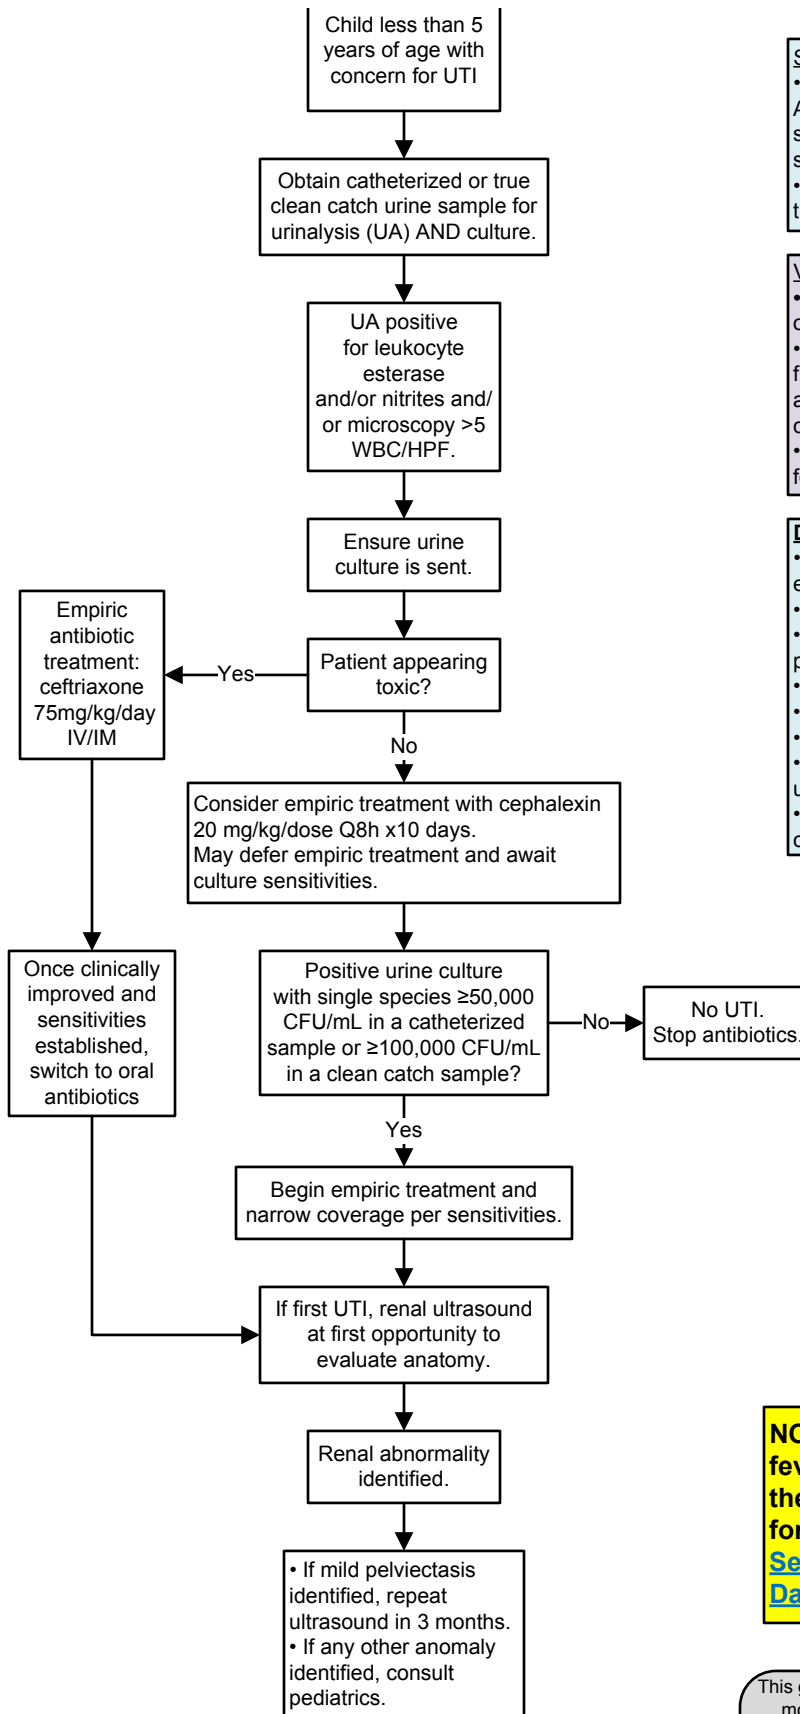 Child less than 5
years of age with
concern for UTI
Obtain catheterized or true
clean catch urine sample for
urinalysis (UA) AND culture.
UA positive
for leukocyte
esterase
and/or nitrites and/
or microscopy >5
WBC/HPF.
Ensure urine
culture is sent.
Empiric
antibiotic
treatment:
ceftriaxone
75mg/kg/day
IV/IM
Yes
Patient appearing
toxic?
No
Consider empiric treatment with cephalexin
20 mg/kg/dose Q8h x10 days.
May defer empiric treatment and await
culture sensitivities.
Once clinically
improved and
sensitivities
established,
switch to oral
antibiotics
Positive urine culture
with single species ≥50,000
CFU/mL in a catheterized
sample or ≥100,000 CFU/mL
in a clean catch sample?
No
No UTI.
Stop antibiotics.
Yes
Begin empiric treatment and
narrow coverage per sensitivities.
If first UTI, renal ultrasound
at first opportunity to
evaluate anatomy.
Renal abnormality
identified.
• If mild pelviectasis
identified, repeat
ultrasound in 3 months.
• If any other anomaly
identified, consult
pediatrics.
This